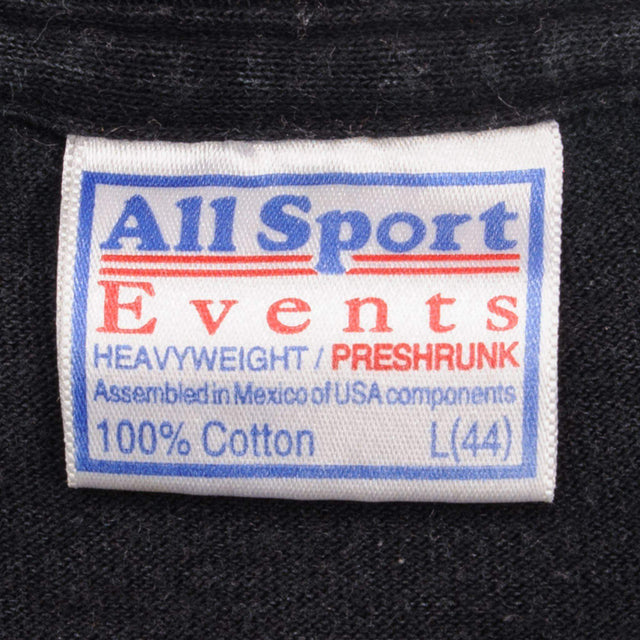 All Sport
Events
HEAVYWEIGHT / PRESHRUNK
Assembled in Mexico of USA components
100% Cotton L(44)